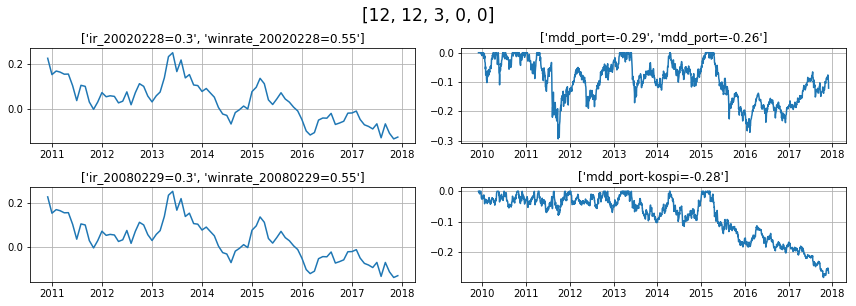 [12, 12, 3, 0, 0]
['ir_20020228=0.3', 'winrate_20020228=0.55']
0.2
0.0
2011 2012 2013 2014 2015 2016 2017 2018
['mdd_port=-0.29', 'mdd_port=-0.26']
0.0
−0.1
−0.2
−0.3
2010 2011 2012 2013 2014 2015 2016 2017 2018
['ir_20080229=0.3', 'winrate_20080229=0.55']
0.2
0.0
2011 2012 2013 2014 2015 2016 2017 2018
['mdd_port-kospi=-0.28']
0.0
−0.1
−0.2
2010 2011 2012 2013 2014 2015 2016 2017 2018